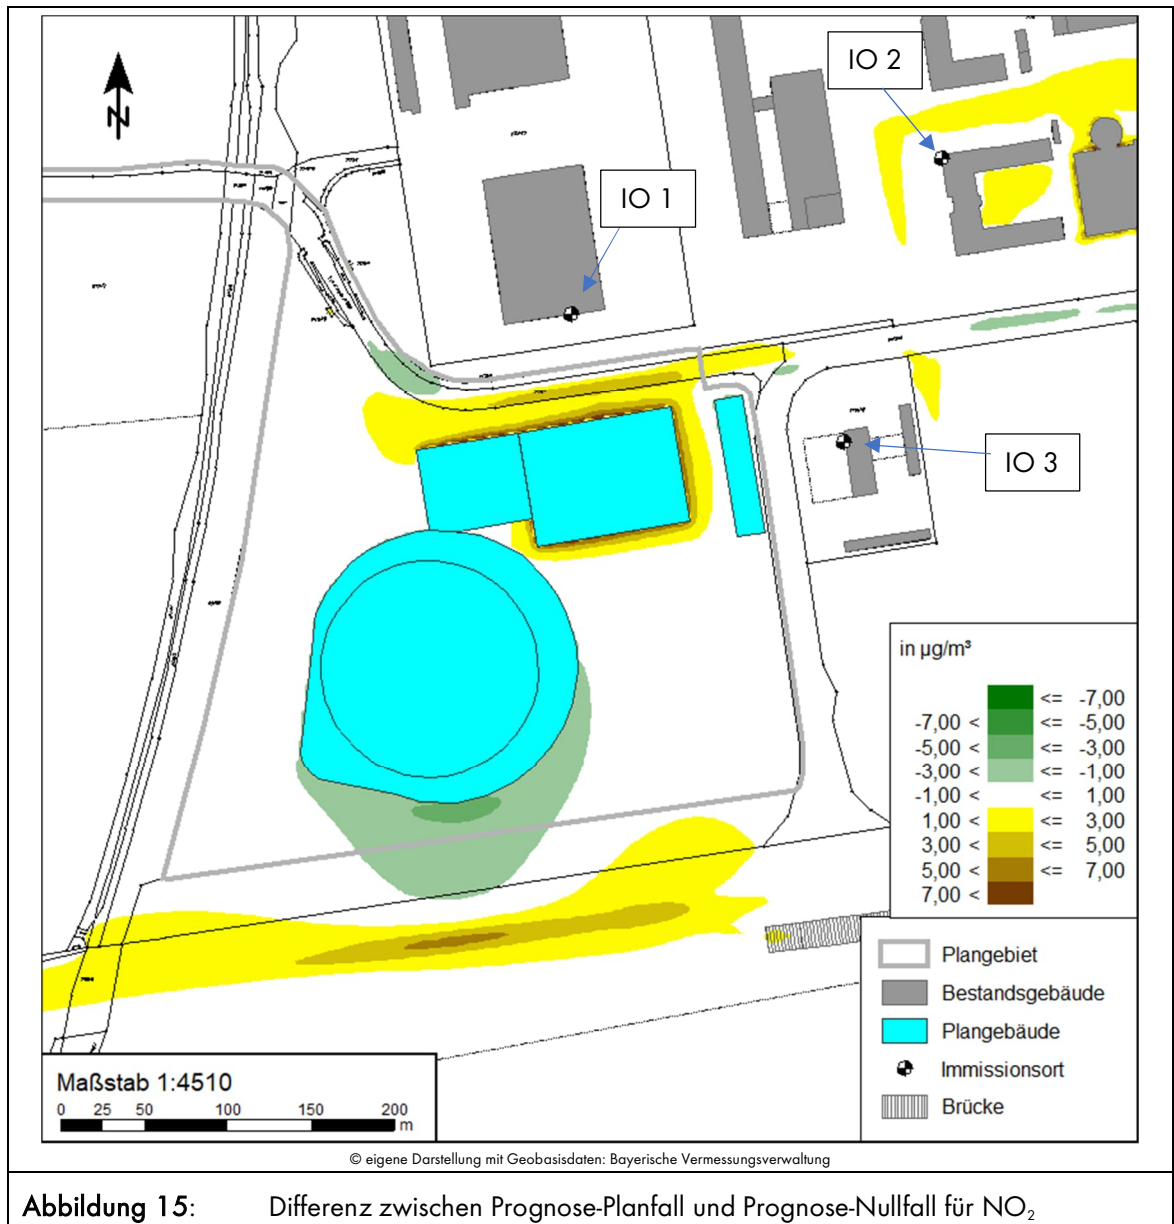 N
IO 1
IO 2
IO 3
in µg/m³
<= -7,00
-7,00 < <= -5,00
-5,00 < <= -3,00
-3,00 < <= -1,00
-1,00 < <= 1,00
1,00 < <= 3,00
3,00 < <= 5,00
5,00 < <= 7,00
7,00 <
Plangebiet
Bestandsgebäude
Plangebäude
Immissionsort
Brücke
Maßstab 1:4510
0 25 50 100 150 200
m
© eigene Darstellung mit Geobasisdaten: Bayerische Vermessungsverwaltung
Abbildung 15: Differenz zwischen Prognose-Planfall und Prognose-Nullfall für NO₂